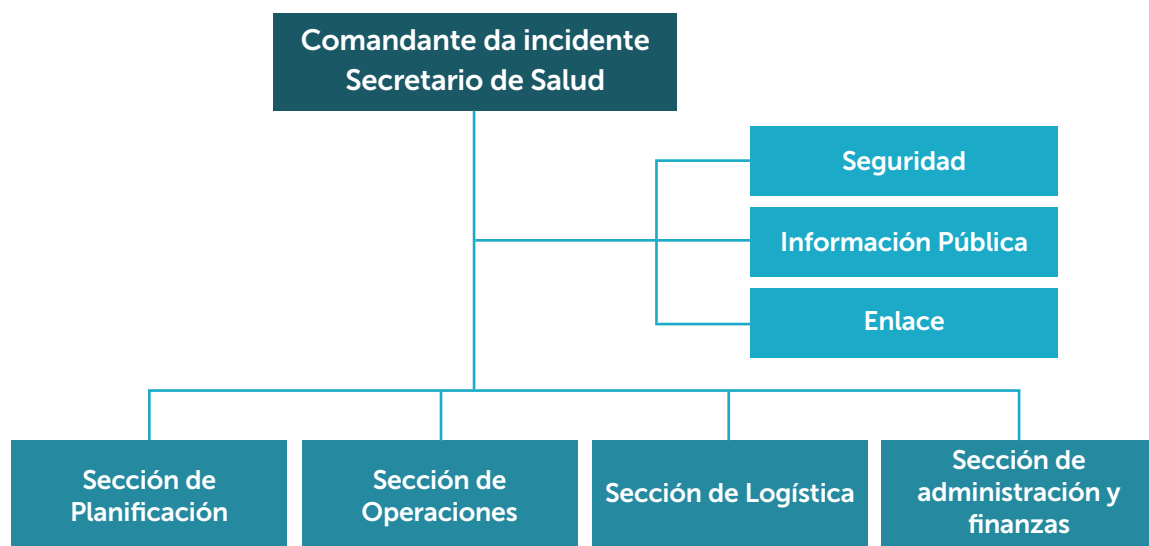 Comandante da incidente
Secretario de Salud
Seguridad
Información Pública
Enlace
Sección de
Planificación
Sección de
Operaciones
Sección de Logística
Sección de
administración y
finanzas